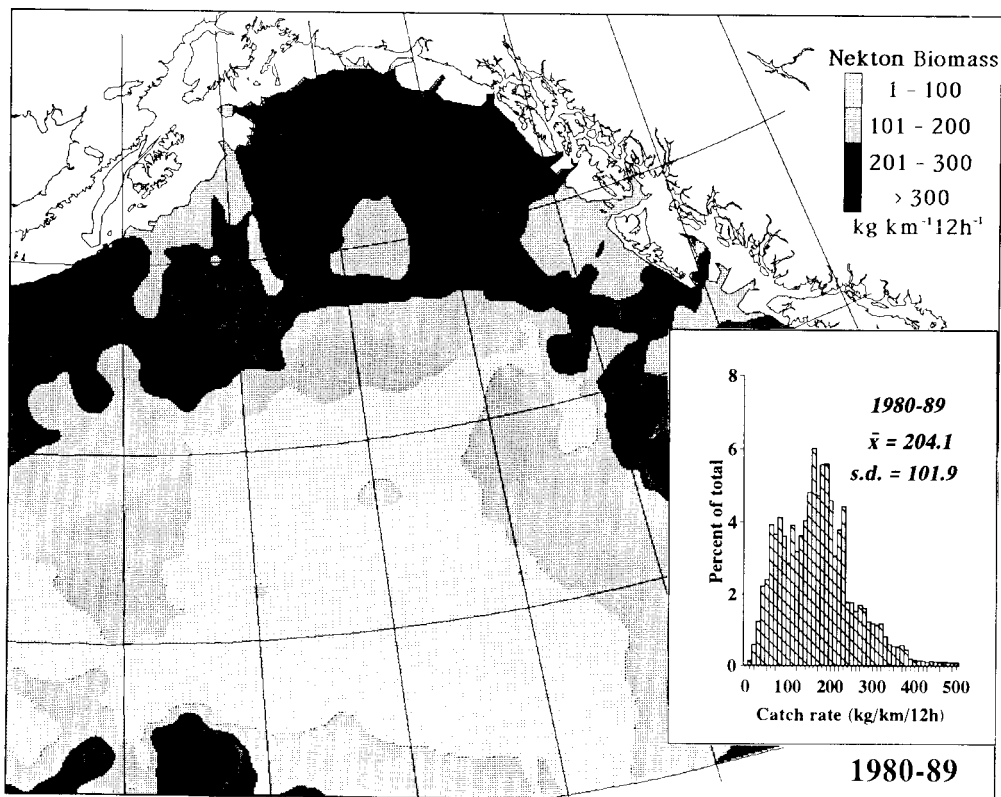 Nekton Biomass
1 - 100
101 - 200
201 - 300
> 300
kg km⁻¹12h⁻¹
8
6
4
2
0
Percent of total
1980-89
x̄ = 204.1
s.d. = 101.9
0 100 200 300 400 500
Catch rate (kg/km/12h)
1980-89